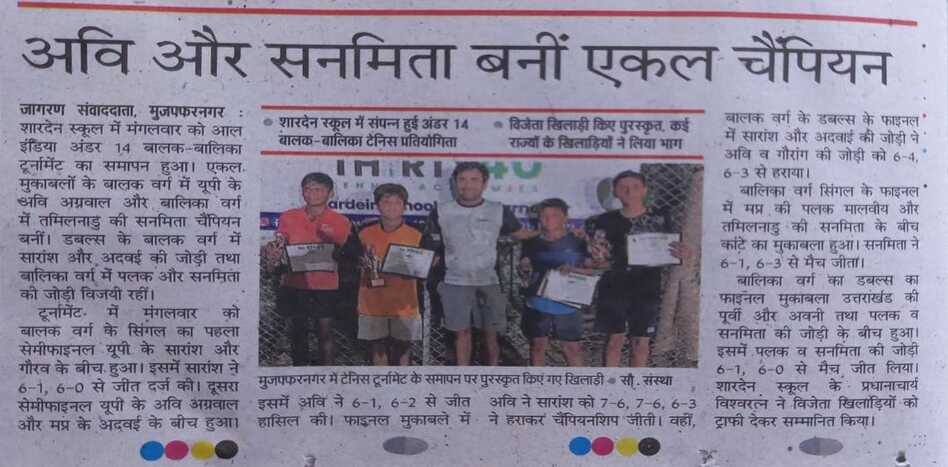 अवि और सनमिता बनीं एकल चैंपियन
जागरण संवाददाता, मुजफ्फरनगर :
शारदेन स्कूल में मंगलवार को आल
इंडिया अंडर 14 बालक-बालिका
टूर्नामेंट का समापन हुआ। एकल
मुकाबलों के बालक वर्ग में यूपी के
अवि अग्रवाल और बालिका वर्ग
में तमिलनाडु की सनमिता चैंपियन
बनीं। डबल्स के बालक वर्ग में
सारांश और अदवई की जोड़ी तथा
बालिका वर्ग में पलक और सनमिता
की जोड़ी विजयी रहीं।
टूर्नामेंट में मंगलवार को
बालक वर्ग के सिंगल का पहला
सेमीफाइनल यूपी के सारांश और
गौरव के बीच हुआ। इसमें सारांश ने
6-1, 6-0 से जीत दर्ज की। दूसरा
सेमीफाइनल यूपी के अवि अग्रवाल
और मप्र के अदवई के बीच हुआ।
• शारदेन स्कूल में संपन्न हुई अंडर 14
बालक-बालिका टेनिस प्रतियोगिता
• विजेता खिलाड़ी किए पुरस्कृत, कई
राज्यों के खिलाड़ियों ने लिया भाग
मुजफ्फरनगर में टेनिस टूर्नामेंट के समापन पर पुरस्कृत किए गए खिलाड़ी • सौ. संस्था
इसमें अवि ने 6-1, 6-2 से जीत
हासिल की। फाइनल मुकाबले में
अवि ने सारांश को 7-6, 7-6, 6-3
ने हराकर चैंपियनशिप जीती। वहीं,
बालक वर्ग के डबल्स के फाइनल
में सारांश और अदवाई की जोड़ी ने
अवि व गौरांग की जोड़ी को 6-4,
6-3 से हराया।
बालिका वर्ग सिंगल के फाइनल
में मप्र की पलक मालवीय और
तमिलनाडु की सनमिता के बीच
कांटे का मुकाबला हुआ। सनमिता ने
6-1, 6-3 से मैच जीता।
बालिका वर्ग का डबल्स का
फाइनल मुकाबला उत्तराखंड की
पूर्वी और अवनी तथा पलक व
सनमिता की जोड़ी के बीच हुआ।
इसमें पलक व सनमिता की जोड़ी
6-1, 6-0 से मैच जीत लिया।
शारदेन स्कूल के प्रधानाचार्य
विश्वरत्न ने विजेता खिलाड़ियों को
ट्राफी देकर सम्मानित किया।